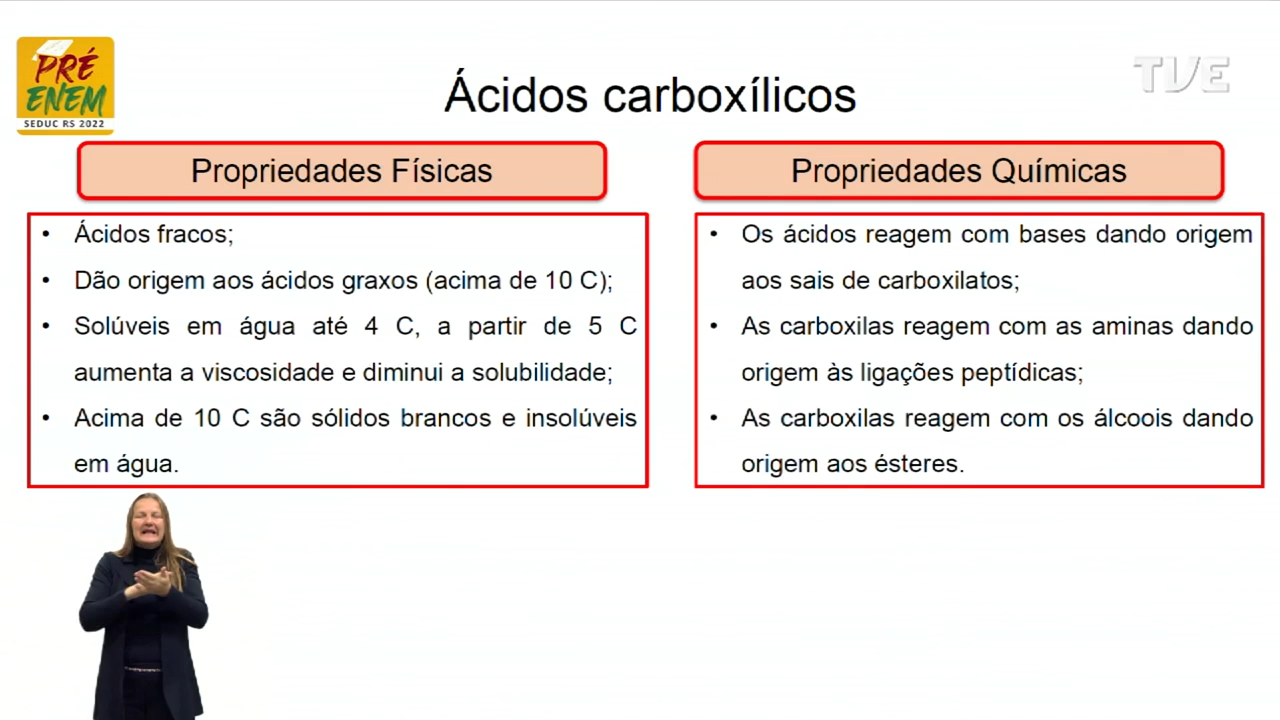 PRÉ
ENEM
SEDUC RS 2022
TVE
Ácidos carboxílicos
Propriedades Físicas
• Ácidos fracos;
• Dão origem aos ácidos graxos (acima de 10 C);
• Solúveis em água até 4 C, a partir de 5 C
aumenta a viscosidade e diminui a solubilidade;
• Acima de 10 C são sólidos brancos e insolúveis
em água.
Propriedades Químicas
• Os ácidos reagem com bases dando origem
aos sais de carboxilatos;
• As carboxilas reagem com as aminas dando
origem às ligações peptídicas;
• As carboxilas reagem com os álcoois dando
origem aos ésteres.